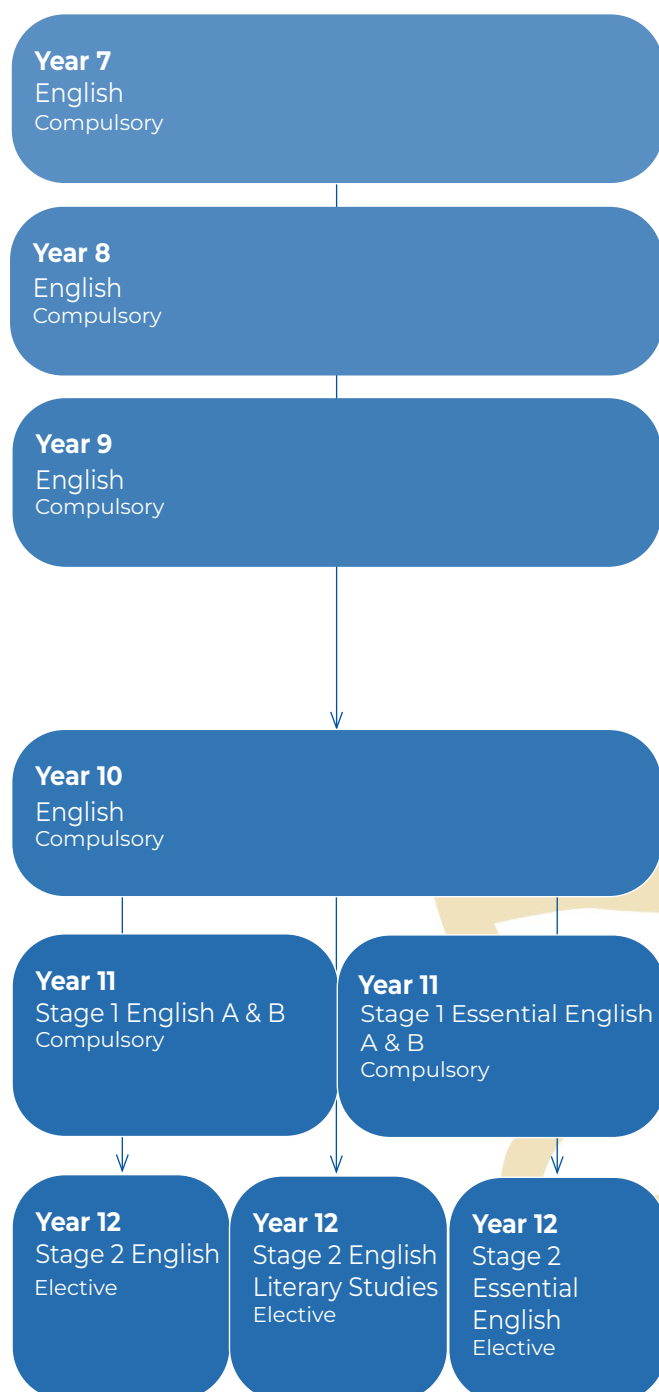 Year 7
English
Compulsory
Year 8
English
Compulsory
Year 9
English
Compulsory
Year 10
English
Compulsory
Year 11
Stage 1 English A & B
Compulsory
Year 11
Stage 1 Essential English
A & B
Compulsory
Year 12
Stage 2 English
Elective
Year 12
Stage 2 English
Literary Studies
Elective
Year 12
Stage 2
Essential
English
Elective